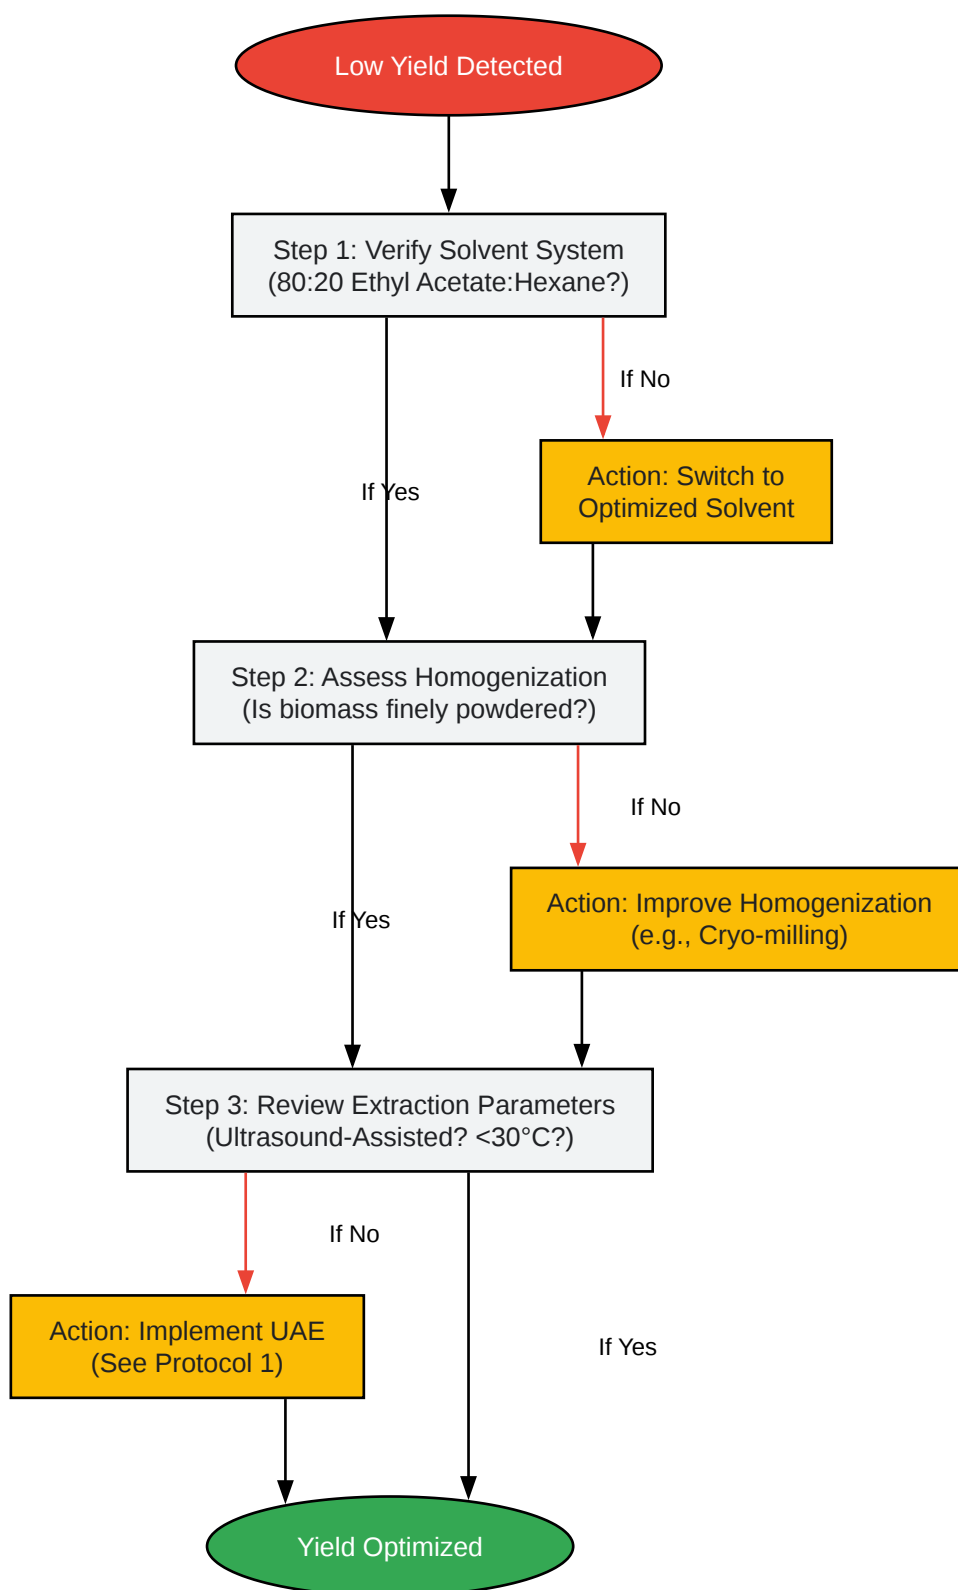 Low Yield Detected
Step 1: Verify Solvent System
(80:20 Ethyl Acetate:Hexane?)
If No
Action: Switch to
Optimized Solvent
If Yes
Step 2: Assess Homogenization
(Is biomass finely powdered?)
If No
Action: Improve Homogenization
(e.g., Cryo-milling)
If Yes
Step 3: Review Extraction Parameters
(Ultrasound-Assisted? <30°C?)
If No
Action: Implement UAE
(See Protocol 1)
If Yes
Yield Optimized